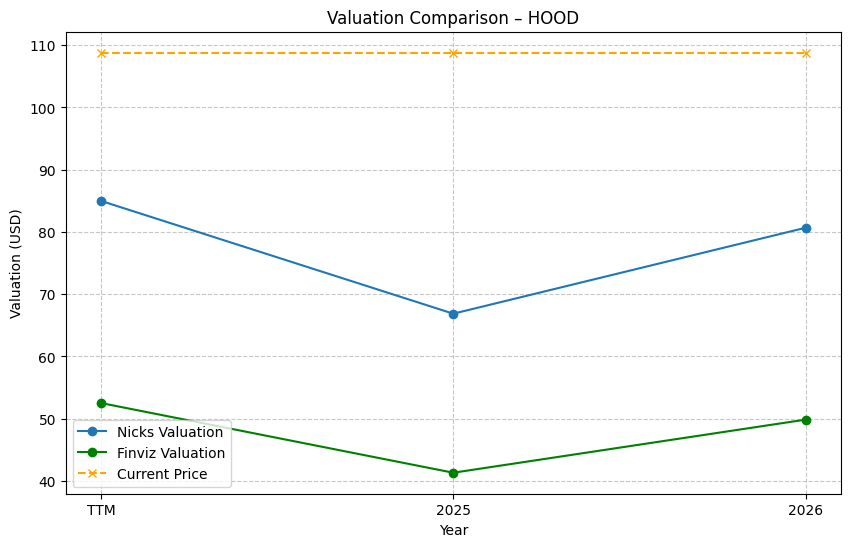 Valuation Comparison – HOOD
Valuation (USD)
110
100
90
80
70
60
50
40
Nicks Valuation
Finviz Valuation
Current Price
TTM 2025 2026
Year